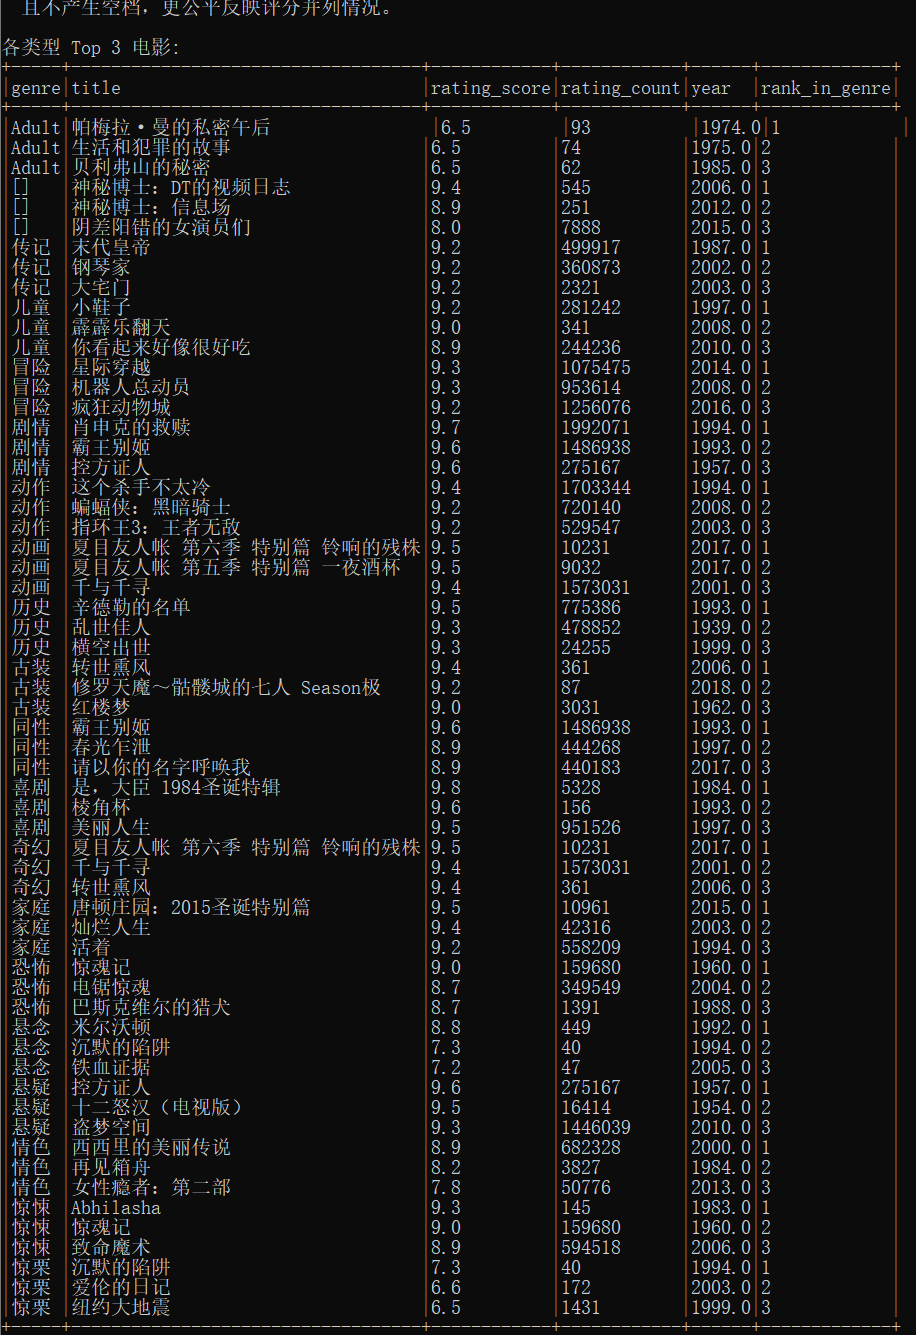 且不产生空档，更公平反映评分并列情况。
各类型 Top 3 电影:
+-----+-----------------------------------+------------+------------+------+-------------+
|genre|title                              |rating_score|rating_count|year  |rank_in_genre|
+-----+-----------------------------------+------------+------------+------+-------------+
|Adult|帕梅拉·曼的私密午后 |6.5 |93 |1974.0|1 |
|Adult|生活和犯罪的故事 |6.5 |74 |1975.0|2 |
|Adult|贝利弗山的秘密 |6.5 |62 |1985.0|3 |
|[] |神秘博士：DT的视频日志 |9.4 |545 |2006.0|1 |
|[] |神秘博士：信息场 |8.9 |251 |2012.0|2 |
|[] |阴差阳错的女演员们 |8.0 |7888 |2015.0|3 |
|传记 |末代皇帝 |9.2 |499917 |1987.0|1 |
|传记 |钢琴家 |9.2 |360873 |2002.0|2 |
|传记 |大宅门 |9.2 |2321 |2003.0|3 |
|儿童 |小鞋子 |9.2 |281242 |1997.0|1 |
|儿童 |霹雳乐翻天 |9.0 |341 |2008.0|2 |
|儿童 |你看起来好像很好吃 |8.9 |244236 |2010.0|3 |
|冒险 |星际穿越 |9.3 |1075475 |2014.0|1 |
|冒险 |机器人总动员 |9.3 |953614 |2008.0|2 |
|冒险 |疯狂动物城 |9.2 |1256076 |2016.0|3 |
|剧情 |肖申克的救赎 |9.7 |1992071 |1994.0|1 |
|剧情 |霸王别姬 |9.6 |1486938 |1993.0|2 |
|剧情 |控方证人 |9.6 |275167 |1957.0|3 |
|动作 |这个杀手不太冷 |9.4 |1703344 |1994.0|1 |
|动作 |蝙蝠侠：黑暗骑士 |9.2 |720140 |2008.0|2 |
|动作 |指环王3：王者无敌 |9.2 |529547 |2003.0|3 |
|动画 |夏目友人帐 第六季 特别篇 铃响的残株|9.5 |10231 |2017.0|1 |
|动画 |夏目友人帐 第五季 特别篇 一夜酒杯 |9.5 |9032 |2017.0|2 |
|动画 |千与千寻 |9.4 |1573031 |2001.0|3 |
|历史 |辛德勒的名单 |9.5 |775386 |1993.0|1 |
|历史 |乱世佳人 |9.3 |478852 |1939.0|2 |
|历史 |横空出世 |9.3 |24255 |1999.0|3 |
|古装 |转世熏风 |9.4 |361 |2006.0|1 |
|古装 |修罗天魔～骷髅城的七人 Season极 |9.2 |87 |2018.0|2 |
|古装 |红楼梦 |9.0 |3031 |1962.0|3 |
|同性 |霸王别姬 |9.6 |1486938 |1993.0|1 |
|同性 |春光乍泄 |8.9 |444268 |1997.0|2 |
|同性 |请以你的名字呼唤我 |8.9 |440183 |2017.0|3 |
|喜剧 |是，大臣 1984圣诞特辑 |9.8 |5328 |1984.0|1 |
|喜剧 |棱角杯 |9.6 |156 |1993.0|2 |
|喜剧 |美丽人生 |9.5 |951526 |1997.0|3 |
|奇幻 |夏目友人帐 第六季 特别篇 铃响的残株|9.5 |10231 |2017.0|1 |
|奇幻 |千与千寻 |9.4 |1573031 |2001.0|2 |
|奇幻 |转世熏风 |9.4 |361 |2006.0|3 |
|家庭 |唐顿庄园：2015圣诞特别篇 |9.5 |10961 |2015.0|1 |
|家庭 |灿烂人生 |9.4 |42316 |2003.0|2 |
|家庭 |活着 |9.2 |558209 |1994.0|3 |
|恐怖 |惊魂记 |9.0 |159680 |1960.0|1 |
|恐怖 |电锯惊魂 |8.7 |349549 |2004.0|2 |
|恐怖 |巴斯克维尔的猎犬 |8.7 |1391 |1988.0|3 |
|悬念 |米尔沃顿 |8.8 |449 |1992.0|1 |
|悬念 |沉默的陷阱 |7.3 |40 |1994.0|2 |
|悬念 |铁血证据 |7.2 |47 |2005.0|3 |
|悬疑 |控方证人 |9.6 |275167 |1957.0|1 |
|悬疑 |十二怒汉（电视版） |9.5 |16414 |1954.0|2 |
|悬疑 |盗梦空间 |9.3 |1446039 |2010.0|3 |
|情色 |西西里的美丽传说 |8.9 |682328 |2000.0|1 |
|情色 |再见箱舟 |8.2 |3827 |1984.0|2 |
|情色 |女性瘾者：第二部 |7.8 |50776 |2013.0|3 |
|惊悚 |Abhilasha |9.3 |145 |1983.0|1 |
|惊悚 |惊魂记 |9.0 |159680 |1960.0|2 |
|惊悚 |致命魔术 |8.9 |594518 |2006.0|3 |
|惊栗 |沉默的陷阱 |7.3 |40 |1994.0|1 |
|惊栗 |爱伦的日记 |6.6 |172 |2003.0|2 |
|惊栗 |纽约大地震 |6.5 |1431 |1999.0|3 |
+-----+-----------------------------------+------------+------------+------+-------------+